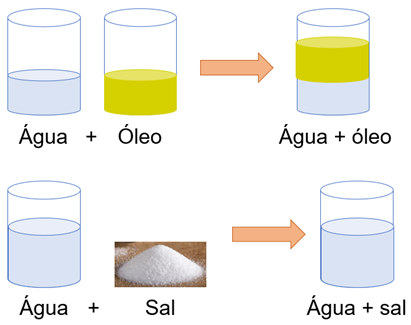 Água + Óleo
Água + óleo
Água + Sal
Água + sal